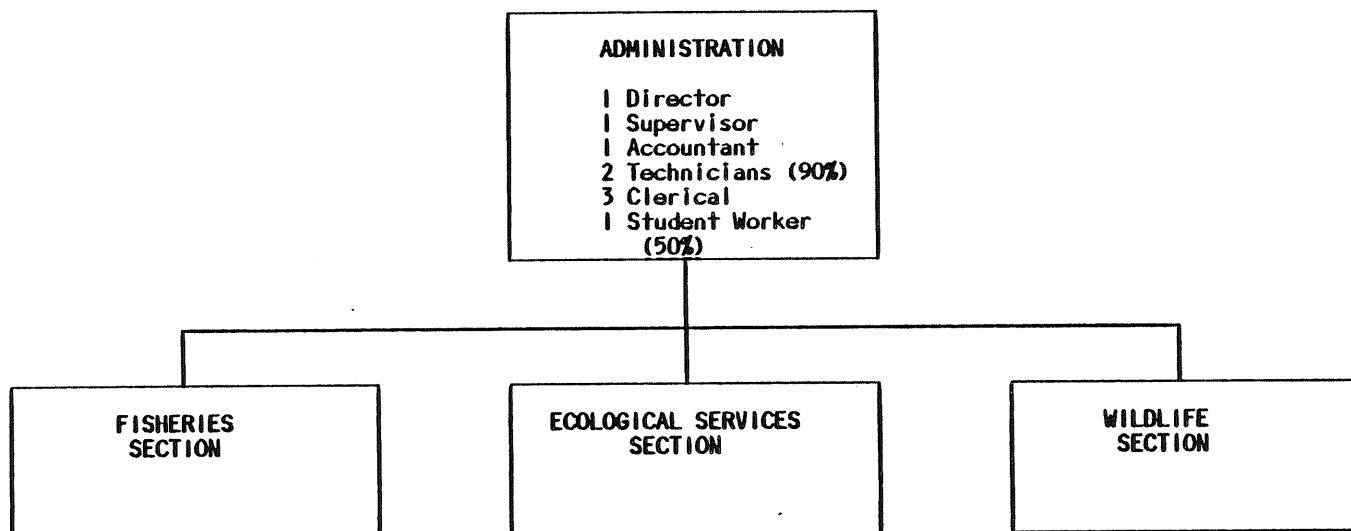 ADMINISTRATION
1 Director
1 Supervisor
1 Accountant
2 Technicians (90%)
3 Clerical
1 Student Worker
(50%)
FISHERIES
SECTION
ECOLOGICAL SERVICES
SECTION
WILDLIFE
SECTION